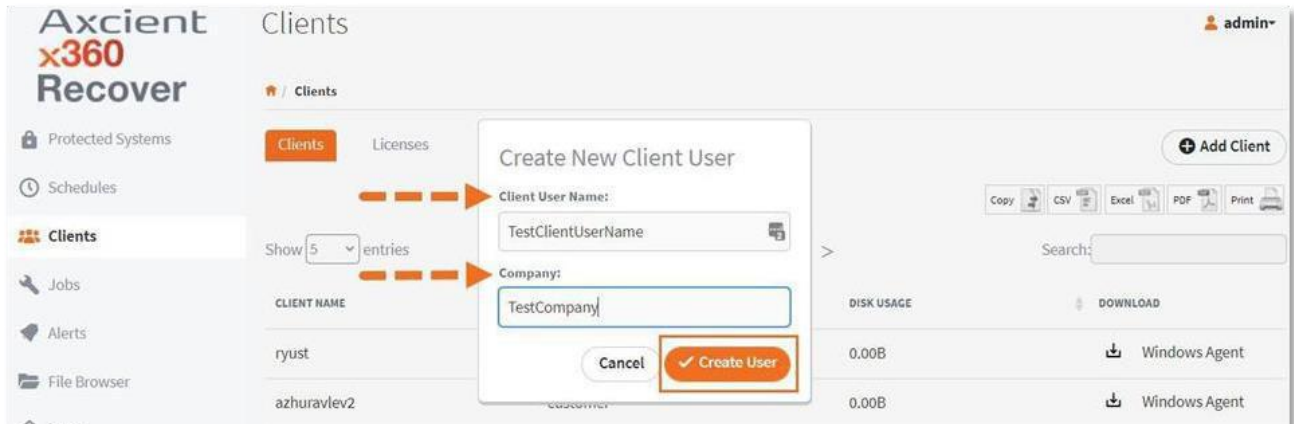 Axcient
x360
Recover
Clients
admin
/ Clients
Protected Systems
Schedules
Clients
Jobs
Alerts
File Browser
Clients Licenses
Add Client
Copy CSV Excel PDF Print
Show 5 entries
>
Search:
CLIENT NAME
DISK USAGE
DOWNLOAD
ryust
0.00B
Windows Agent
azhuravlev2
customer
0.00B
Windows Agent
Create New Client User
Client User Name:
TestClientUserName
Company:
TestCompany
Cancel
Create User